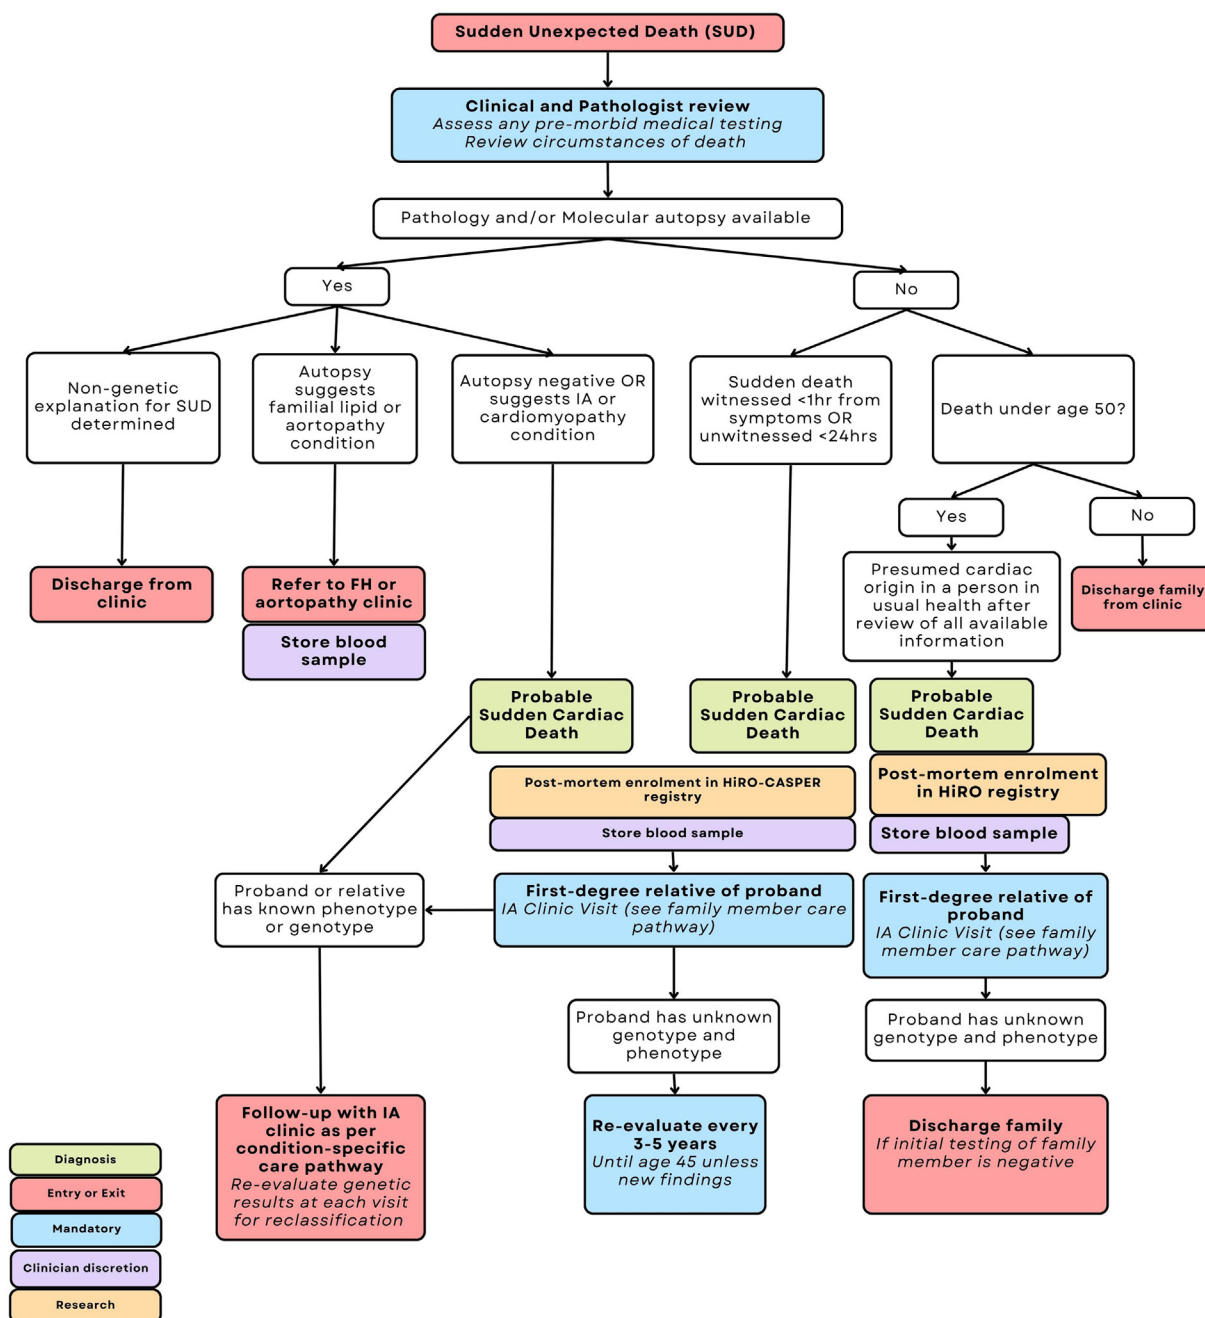 Sudden Unexpected Death (SUD)
Clinical and Pathologist review
Assess any pre-morbid medical testing
Review circumstances of death
Pathology and/or Molecular autopsy available
Yes
No
Non-genetic
explanation for SUD
determined
Autopsy
suggests
familial lipid or
aortopathy
condition
Autopsy negative OR
suggests IA or
cardiomyopathy
condition
Sudden death
witnessed <1hr from
symptoms OR
unwitnessed <24hrs
Death under age 50?
Yes
No
Discharge from
clinic
Refer to FH or
aortopathy clinic
Store blood
sample
Presumed cardiac
origin in a person in
usual health after
review of all available
information
Discharge family
from clinic
Probable
Sudden Cardiac
Death
Probable
Sudden Cardiac
Death
Probable
Sudden Cardiac
Death
Post-mortem enrolment in HiRO-CASPER
registry
Store blood sample
Post-mortem enrolment
in HiRO registry
Store blood sample
Proband or relative
has known phenotype
or genotype
First-degree relative of proband
IA Clinic Visit (see family member care
pathway)
First-degree relative of
proband
IA Clinic Visit (see family
member care pathway)
Proband has unknown
genotype and
phenotype
Proband has unknown
genotype and phenotype
Follow-up with IA
clinic as per
condition-specific
care pathway
Re-evaluate genetic
results at each visit
for reclassification
Re-evaluate every
3-5 years
Until age 45 unless
new findings
Discharge family
If initial testing of family
member is negative
Diagnosis
Entry or Exit
Mandatory
Clinician discretion
Research